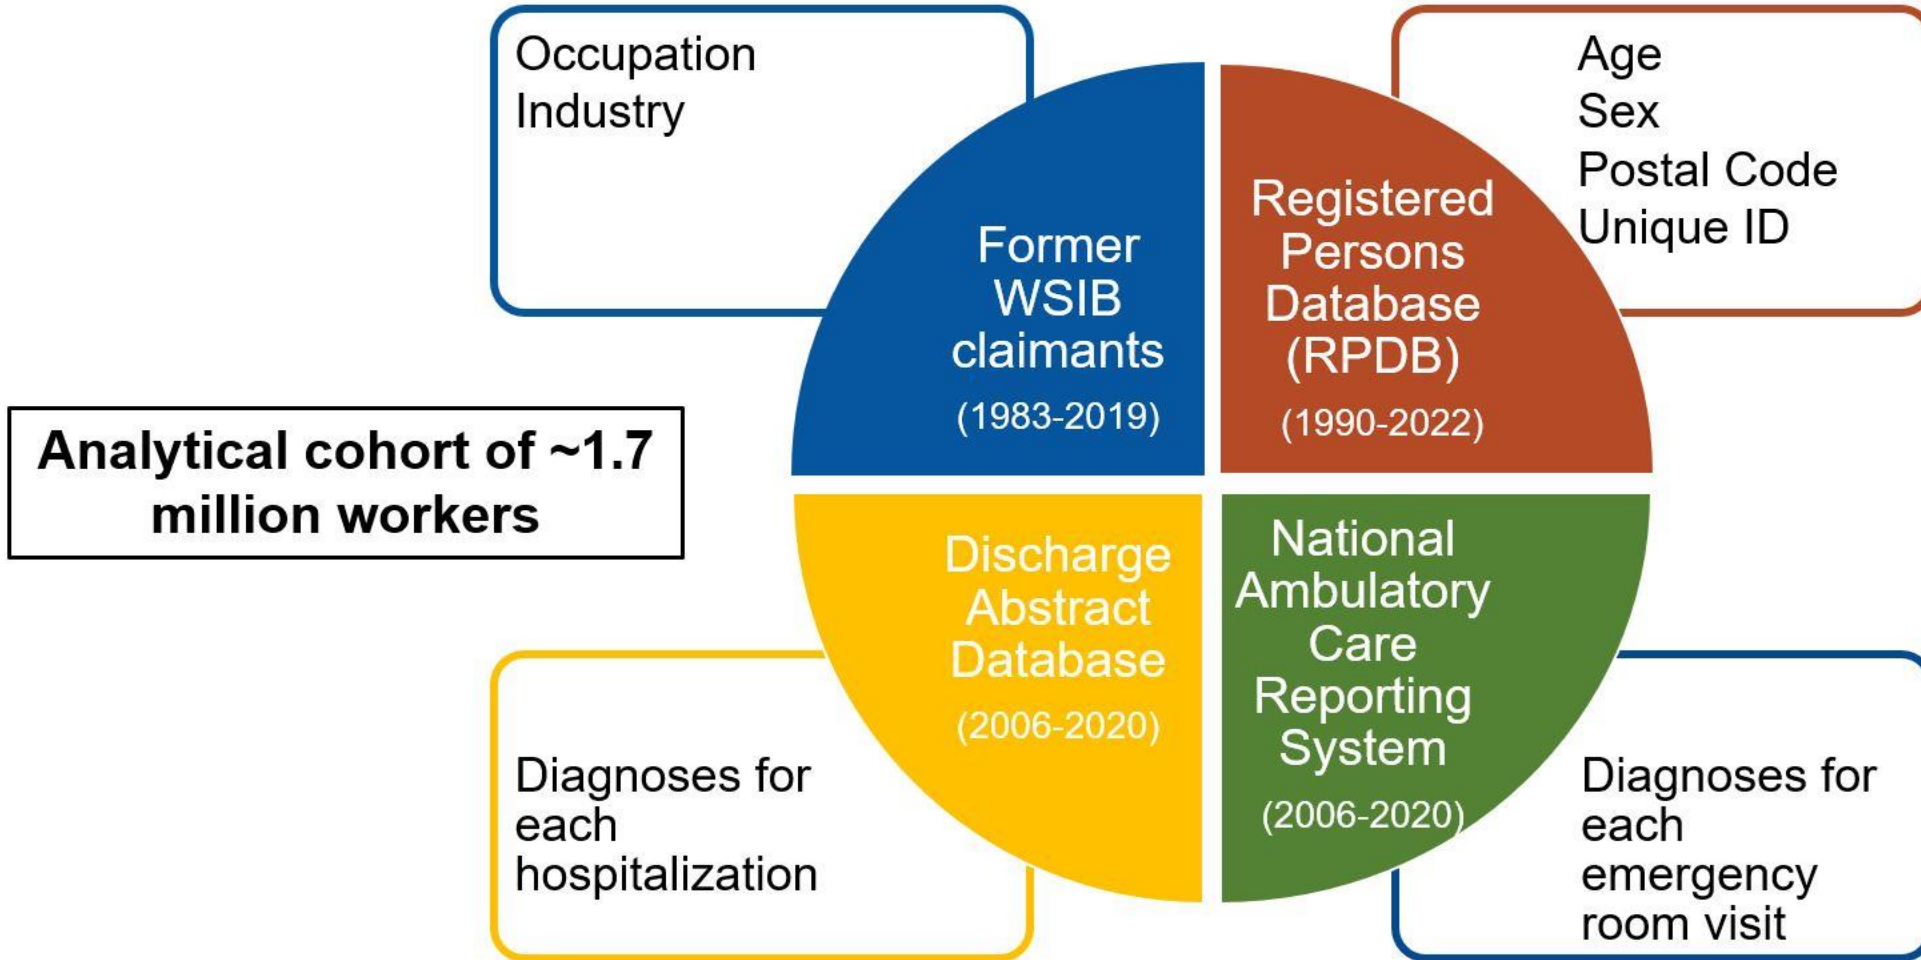 Occupation
Industry
Former
WSIB
claimants
(1983-2019)
Registered
Persons
Database
(RPDB)
(1990-2022)
Age
Sex
Postal Code
Unique ID
Analytical cohort of ~1.7
million workers
Discharge
Abstract
Database
(2006-2020)
Diagnoses for
each
hospitalization
National
Ambulatory
Care
Reporting
System
(2006-2020)
Diagnoses for
each
emergency
room visit